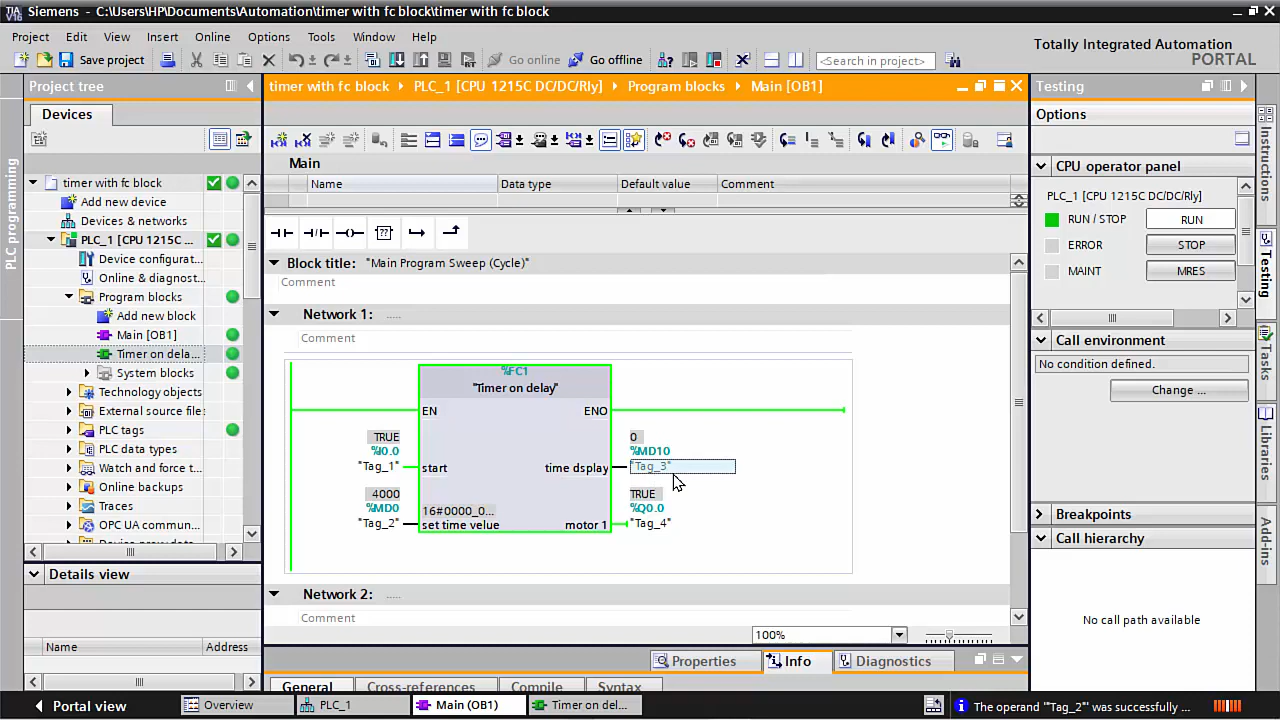 TIA V16 Siemens - C:\Users\HP\Documents\Automation\timer with fc block\timer with fc block
Project Edit View Insert Online Options Tools Window Help
Totally Integrated Automation
PORTAL
Save project Go online Go offline <Search in project>
Project tree
timer with fc block PLC_1 [CPU 1215C DC/DC/Rly] Program blocks Main [OB1]
Testing
Devices
Options
PLC programming
Main
Name Data type Default value Comment
timer with fc block
Add new device
Devices & networks
PLC_1 [CPU 1215C ...
Device configurat...
Online & diagnost...
Program blocks
Add new block
Main [OB1]
Timer on dela...
System blocks
Technology objects
External source file:
PLC tags
PLC data types
Watch and force t...
Online backups
Traces
OPC UA commun...
Device proxy data
Details view
Name Address
??
Block title: "Main Program Sweep (Cycle)"
Comment
Network 1: .....
Comment
%FC1
"Timer on delay"
EN ENO
TRUE
%I0.0
"Tag_1" start
4000
%MD0
"Tag_2"
16#0000_0...
set time velue
0
%MD10
time dsplay "Tag_3"
TRUE
%Q0.0
motor 1 "Tag_4"
Network 2: .....
Comment
100%
Properties Info Diagnostics
General Cross-references Compile Syntax
CPU operator panel
PLC_1 [CPU 1215C DC/DC/Rly]
RUN / STOP RUN
ERROR STOP
MAINT MRES
Call environment
No condition defined.
Change ...
Breakpoints
Call hierarchy
No call path available
Instructions
Testing
Tasks
Libraries
Add-ins
Portal view Overview PLC_1 Main (OB1) Timer on del... The operand '"Tag_2"' was successfully ...